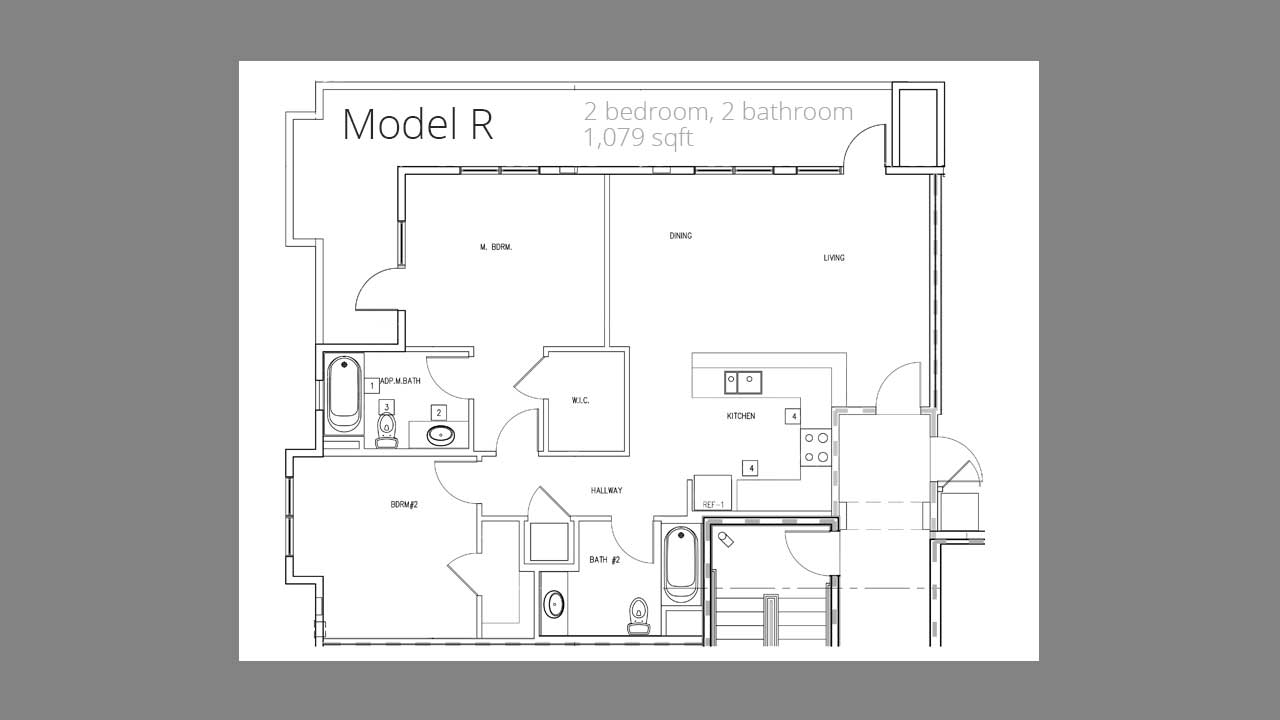 Model R
2 bedroom, 2 bathroom
1,079 sqft
DINING
M. BDRM.
LIVING
ADP.M.BATH
1
3
2
W.I.C.
KITCHEN
4
4
HALLWAY
BDRM#2
REF-1
BATH #2